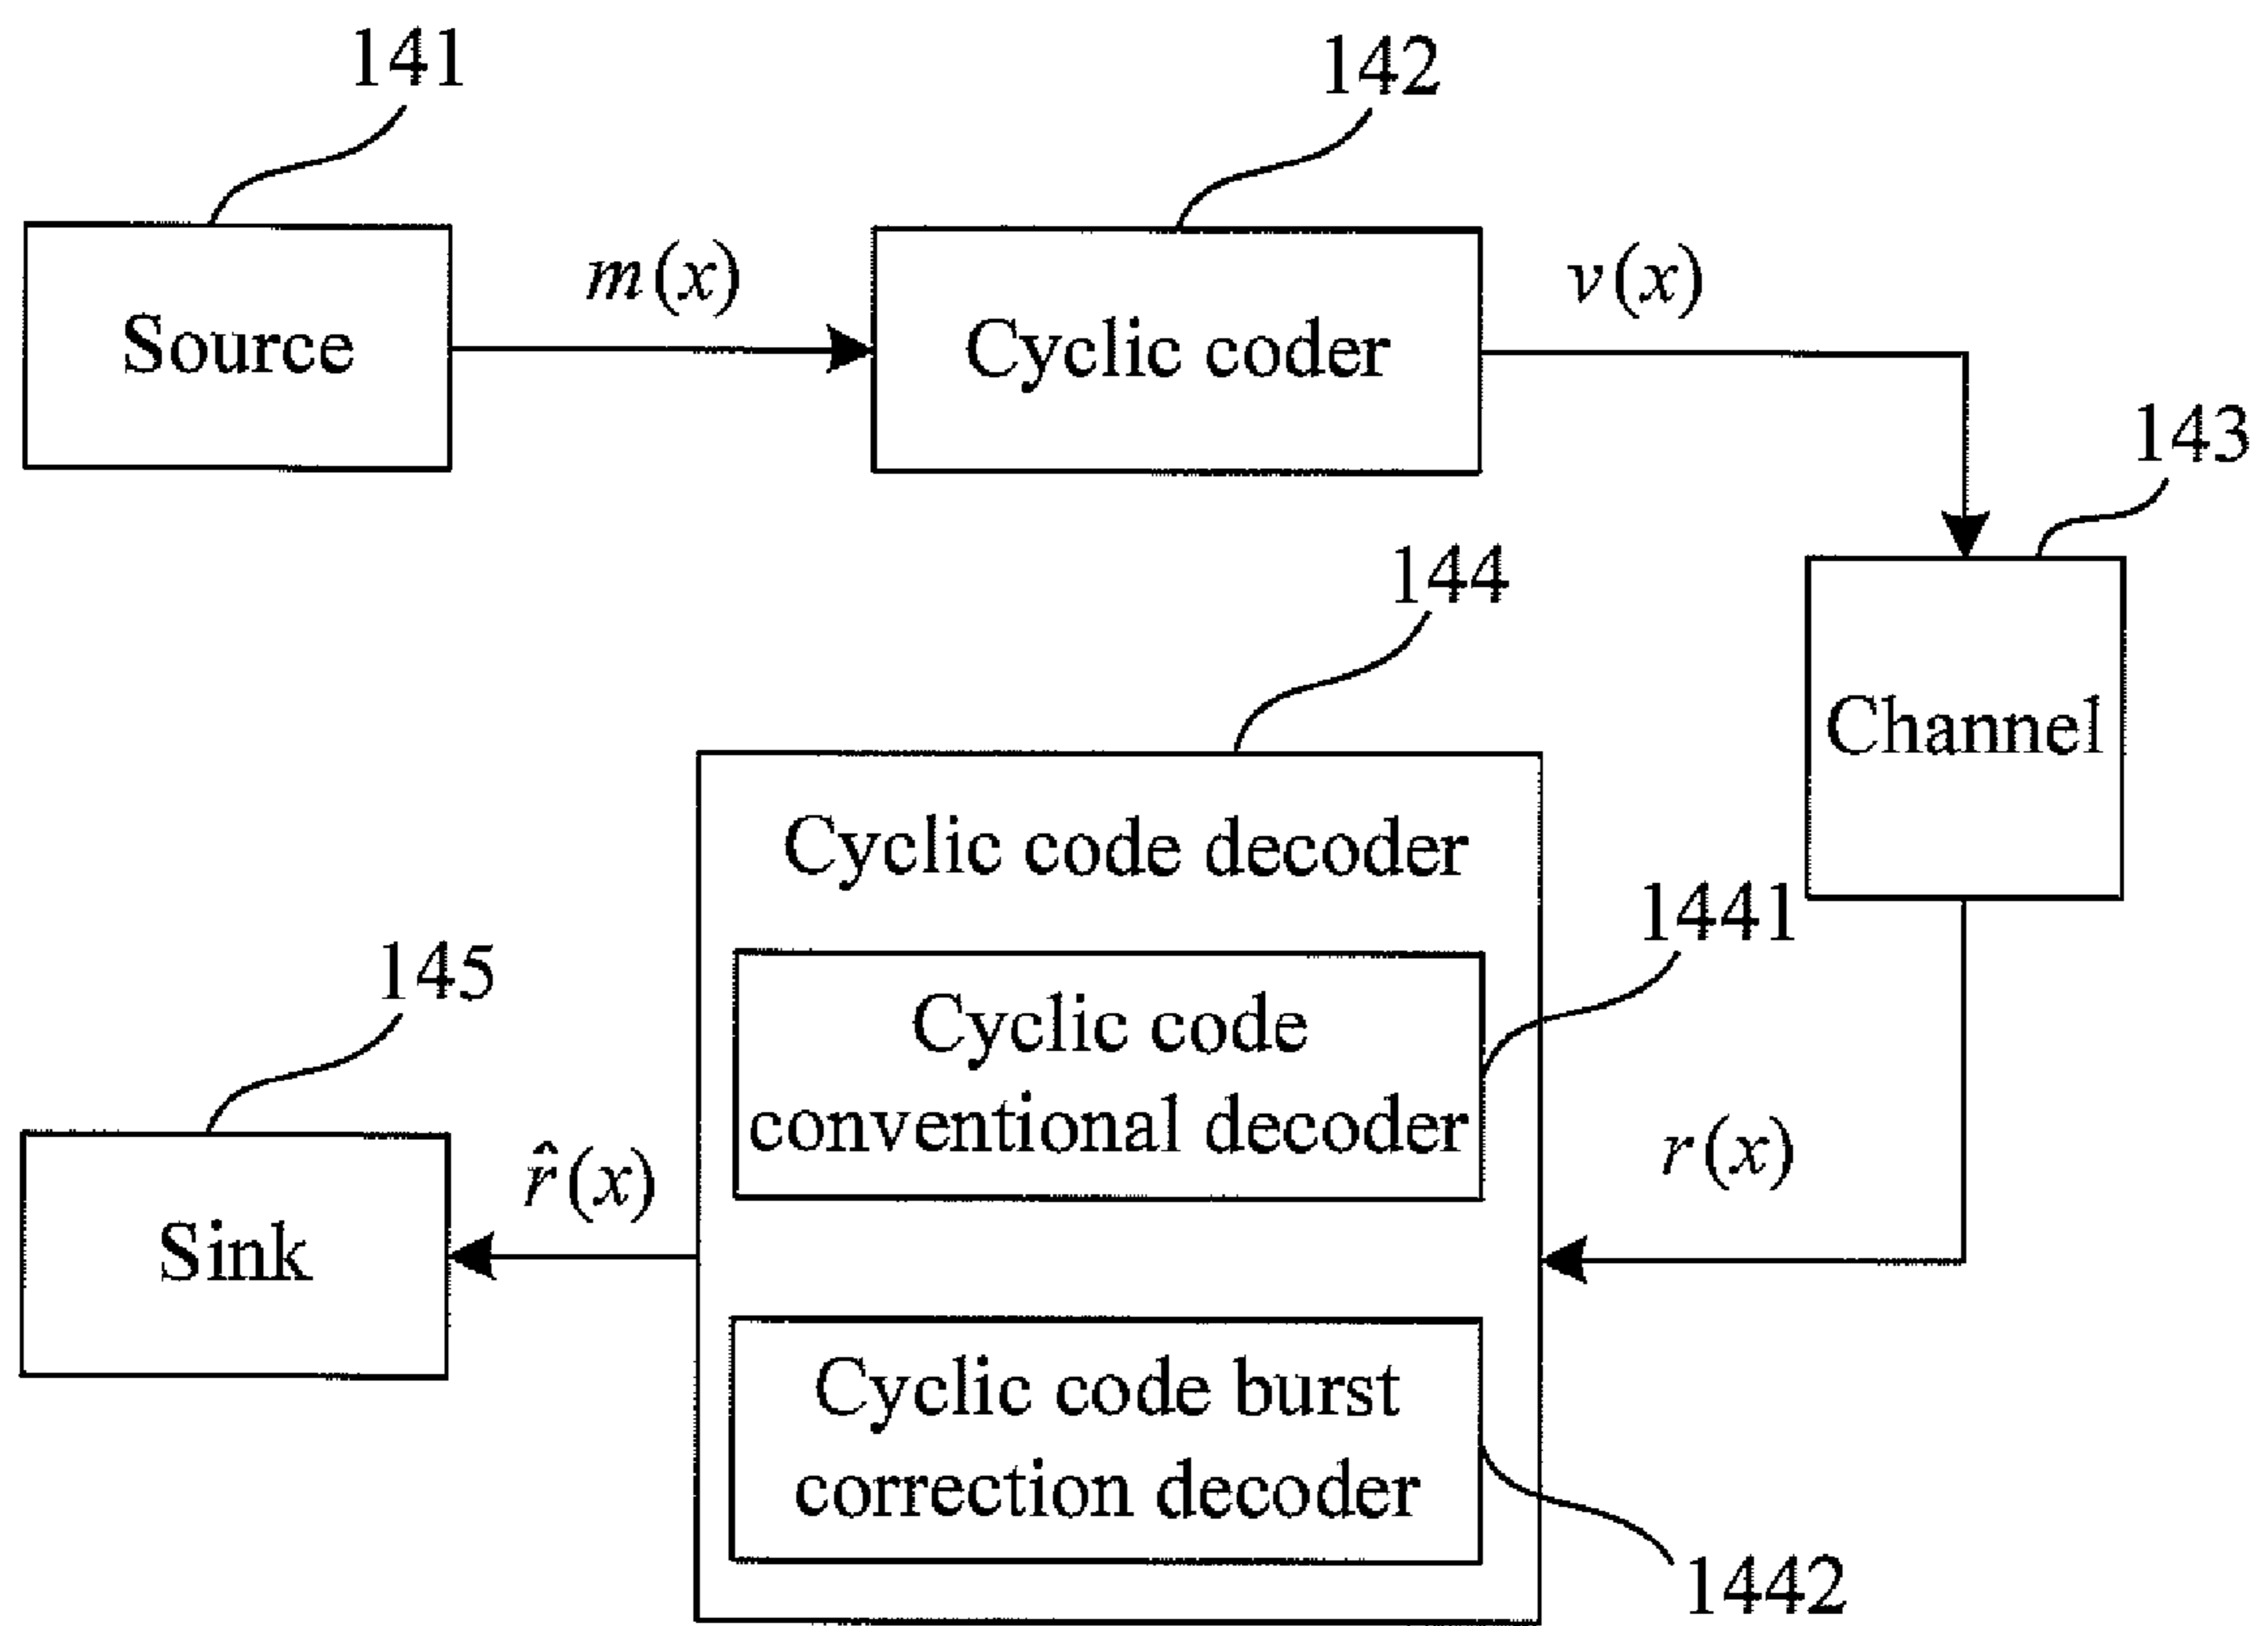 141
142
Source
m(x)
Cyclic coder
v(x)
143
144
Channel
Cyclic code decoder
1441
145
Cyclic code
conventional decoder
r̂(x)
r(x)
Sink
Cyclic code burst
correction decoder
1442